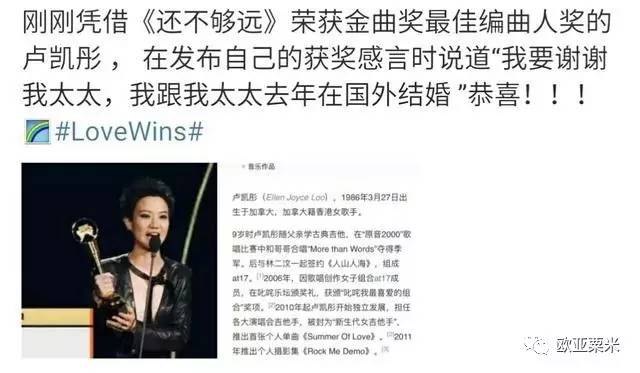 刚刚凭借《还不够远》荣获金曲奖最佳编曲人奖的
卢凯彤 ，在发布自己的获奖感言时说道“我要谢谢
我太太，我跟我太太去年在国外结婚 ”恭喜！！！
#LoveWins#
音乐作品
卢凯彤（Ellen Joyce Loo），1986年3月27日出
生于加拿大，加拿大籍香港女歌手。
9岁时卢凯彤随父亲学古典吉他，在“原音2000”歌
唱比赛中和哥哥合唱“More than Words”夺得季
军。后与林二汶一起签约《人山人海》，组成
at17。[1]2006年，因歌唱创作女子组合at17成
员，在叱咤乐坛颁奖礼，获颁“叱咤我最喜爱的组
合”奖项。[2]2010年起卢凯彤开始独立发展，担任
各大演唱会吉他手，被封为“新生代女吉他手”，
推出首张个人单曲《Summer Of Love》。[2]2011
年推出个人摄影集《Rock Me Demo》。[3]
欧亚粟米